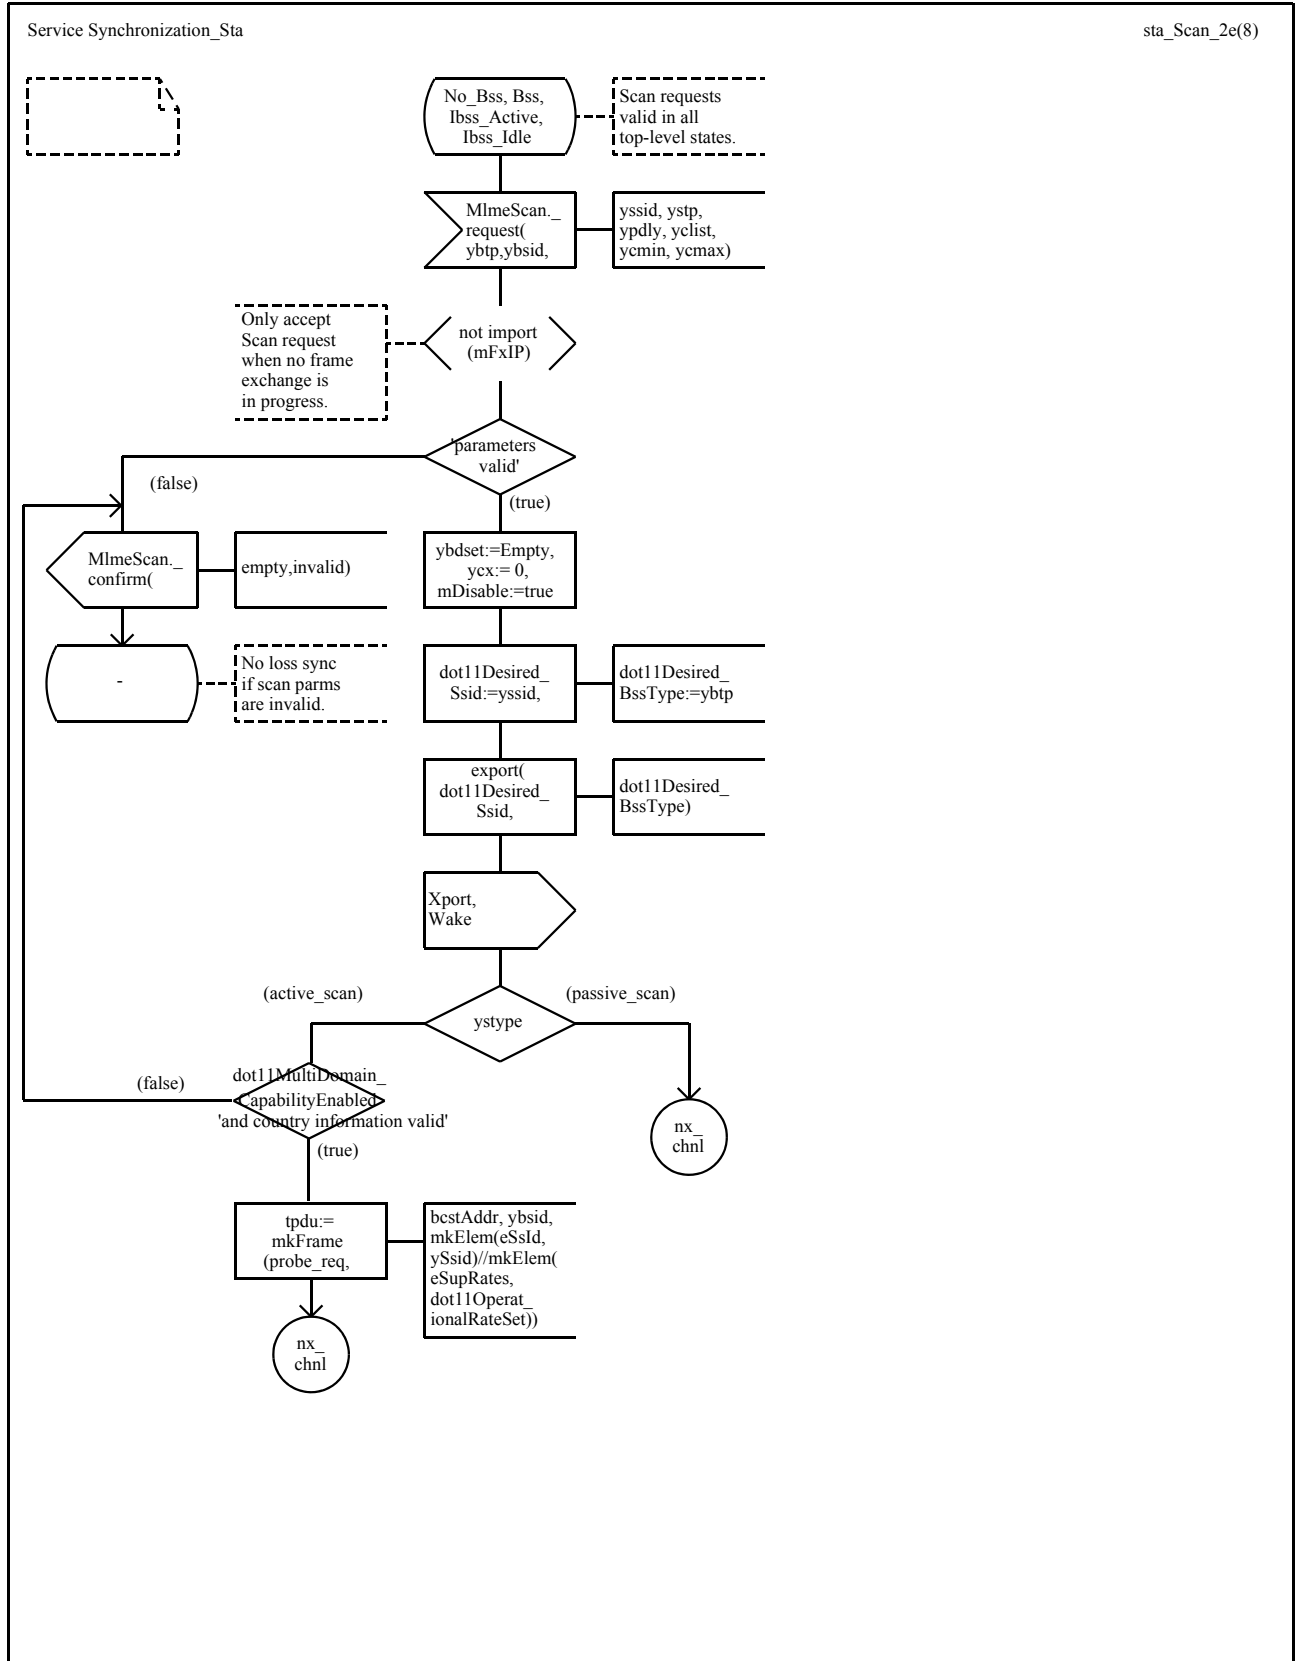 Service Synchronization_Sta
sta_Scan_2e(8)
No_Bss, Bss,
Ibss_Active,
Ibss_Idle
Scan requests
valid in all
top-level states.
MlmeScan._
request(
ybtp,ybsid,
yssid, ystp,
ypdly, yclist,
ycmin, ycmax)
Only accept
Scan request
when no frame
exchange is
in progress.
not import
(mFxIP)
'parameters
valid'
(false)
(true)
MlmeScan._
confirm(
empty,invalid)
ybdset:=Empty,
ycx:= 0,
mDisable:=true
-
No loss sync
if scan parms
are invalid.
dot11Desired_
Ssid:=yssid,
dot11Desired_
BssType:=ybtp
export(
dot11Desired_
Ssid,
dot11Desired_
BssType)
Xport,
Wake
(active_scan)
(passive_scan)
ystype
(false)
dot11MultiDomain_
CapabilityEnabled
'and country information valid'
(true)
nx_
chnl
tpdu:=
mkFrame
(probe_req,
bcstAddr, ybsid,
mkElem(eSsId,
ySsid)//mkElem(
eSupRates,
dot11Operat_
ionalRateSet))
nx_
chnl